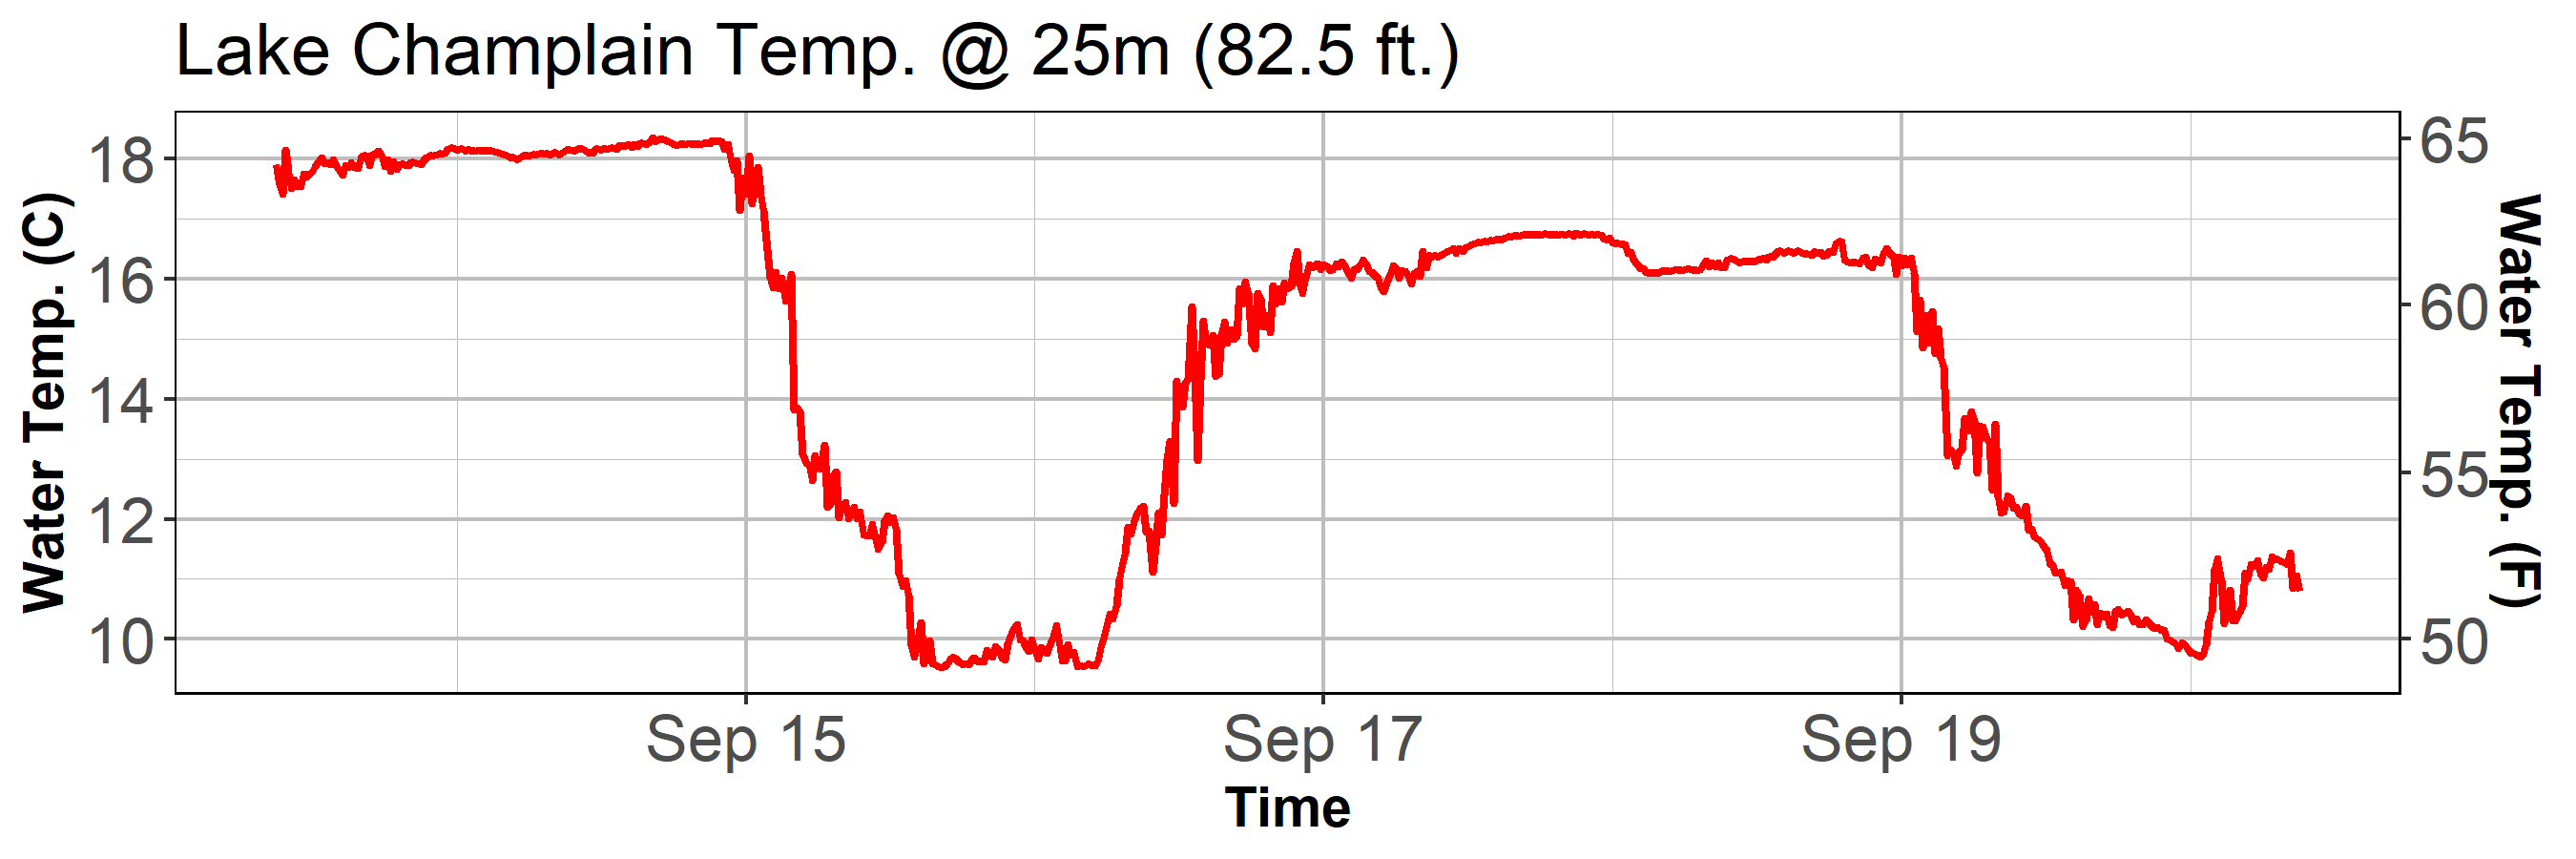 Lake Champlain Temp. @ 25m (82.5 ft.)
Water Temp. (C)
18
16
14
12
10
65
60
55
50
Water Temp. (F)
Sep 15
Sep 17
Sep 19
Time